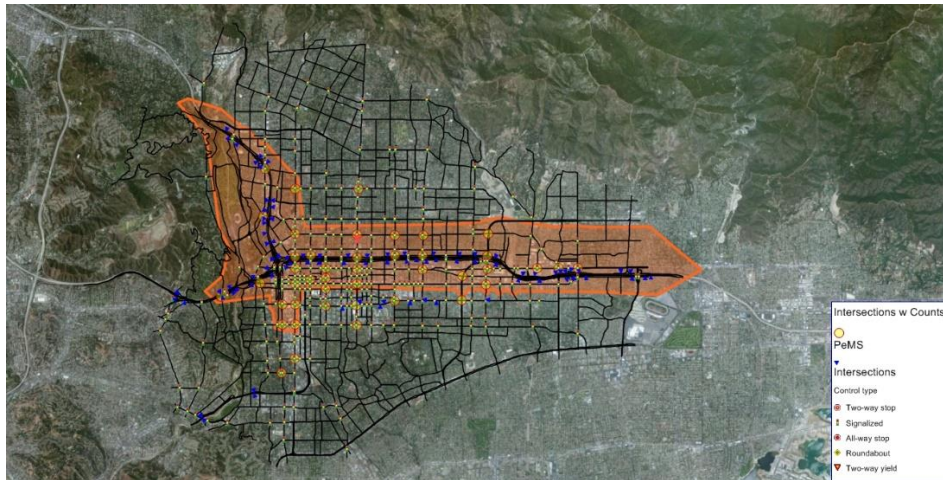 Intersections w Counts
PeMS
Intersections
Control type
Two-way stop
Signalized
All-way stop
Roundabout
Two-way yield